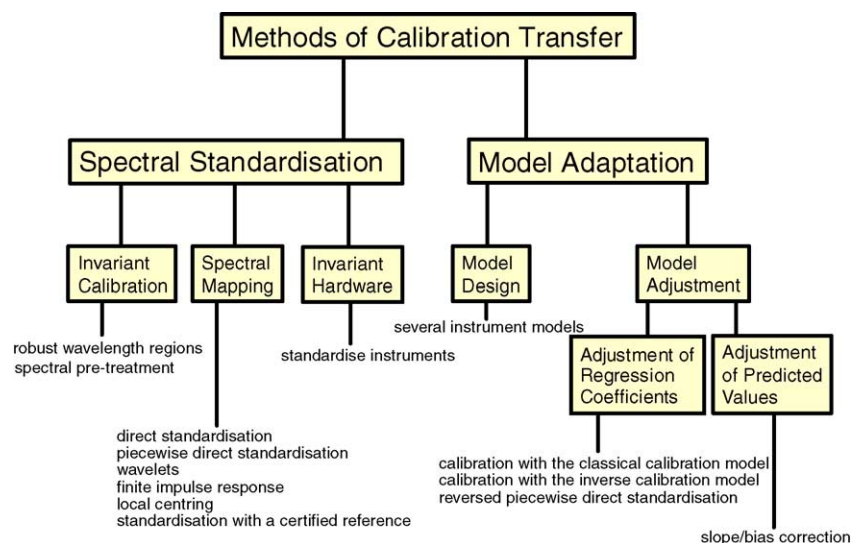 Methods of Calibration Transfer
Spectral Standardisation
Model Adaptation
Invariant
Calibration
Spectral
Mapping
Invariant
Hardware
Model
Design
Model
Adjustment
robust wavelength regions
spectral pre-treatment
standardise instruments
several instrument models
Adjustment of
Regression
Coefficients
Adjustment
of Predicted
Values
direct standardisation
piecewise direct standardisation
wavelets
finite impulse response
local centring
standardisation with a certified reference
calibration with the classical calibration model
calibration with the inverse calibration model
reversed piecewise direct standardisation
slope/bias correction